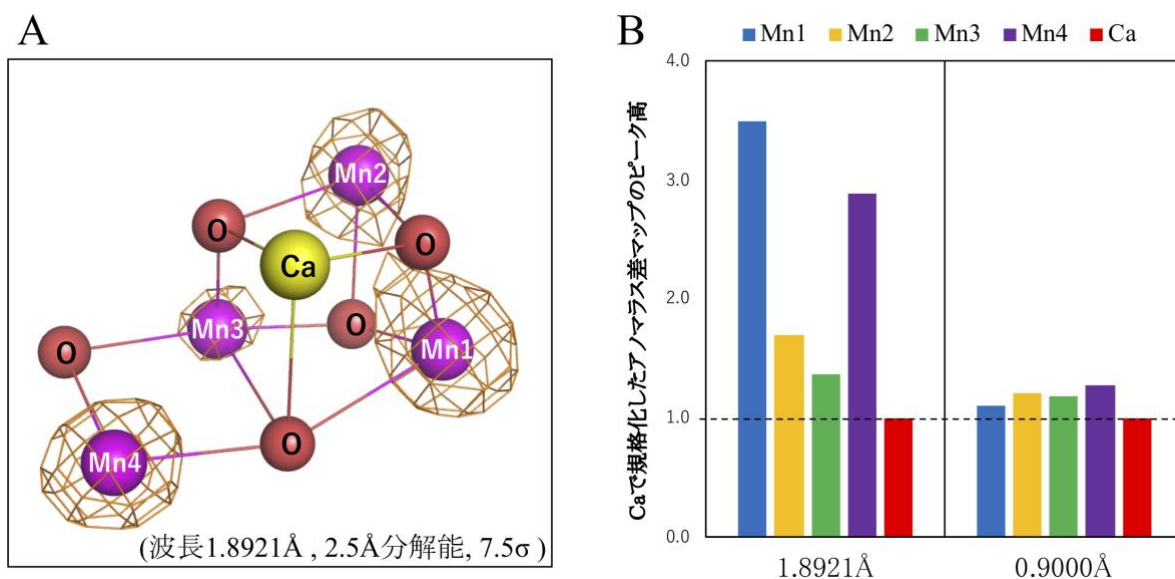 A
Mn2
O
O
Ca
Mn3
O
Mn1
O
O
Mn4
(波長1.8921Å , 2.5Å分解能, 7.5σ )
B
Mn1 Mn2 Mn3 Mn4 Ca
Caで規格化したアノマラス差マップのピーク高
4.0
3.0
2.0
1.0
0.0
1.8921Å 0.9000Å